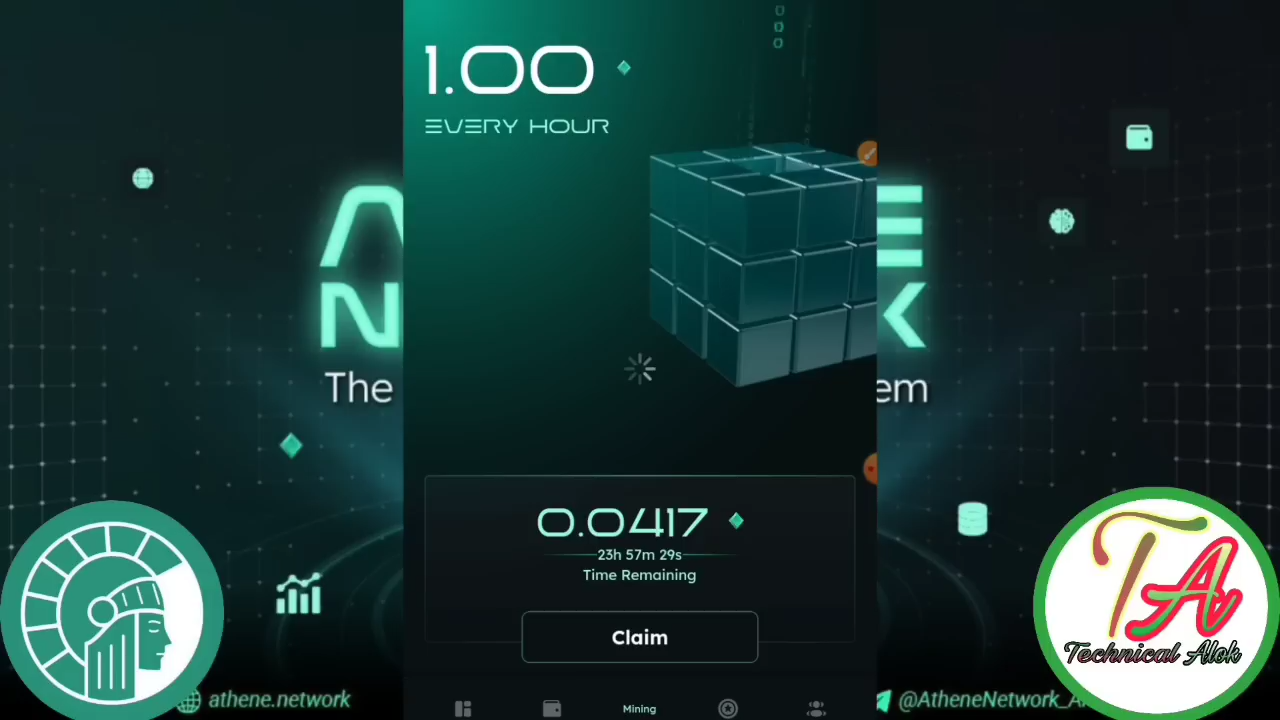 1.00
EVERY HOUR
The
em
0.0417
23h 57m 29s
Time Remaining
Claim
Mining
athene.network
TA
Technical Alok